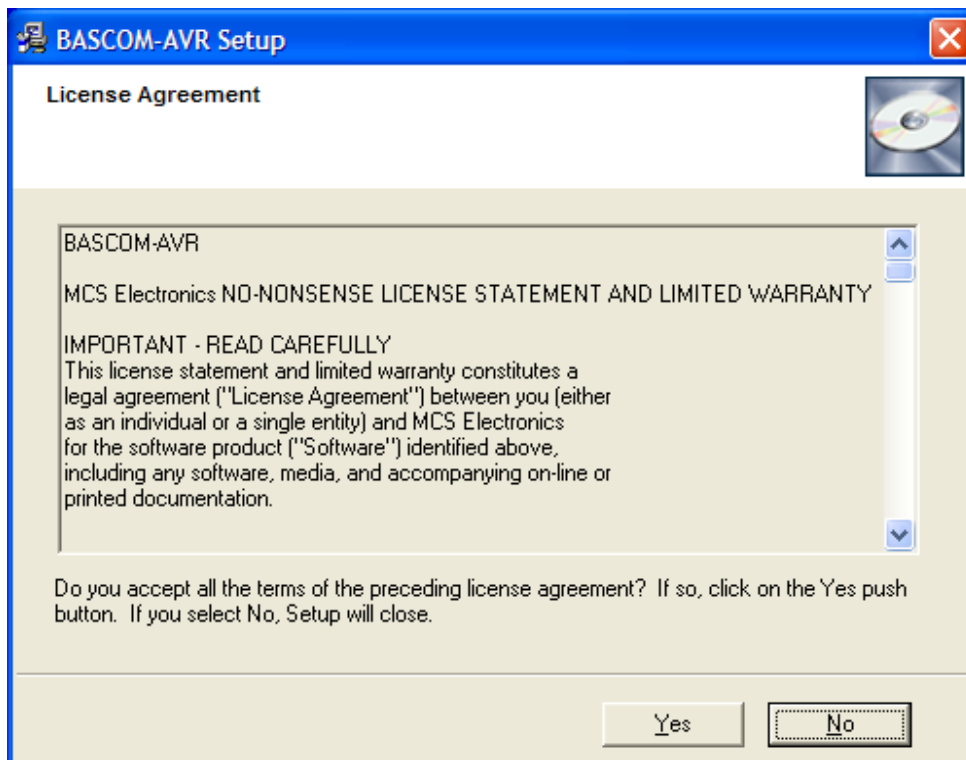 BASCOM-AVR Setup
License Agreement
BASCOM-AVR
MCS Electronics NO-NONSENSE LICENSE STATEMENT AND LIMITED WARRANTY
IMPORTANT - READ CAREFULLY
This license statement and limited warranty constitutes a
legal agreement ("License Agreement") between you (either
as an individual or a single entity) and MCS Electronics
for the software product ("Software") identified above,
including any software, media, and accompanying on-line or
printed documentation.
Do you accept all the terms of the preceding license agreement?  If so, click on the Yes push
button.  If you select No, Setup will close.
Yes
No